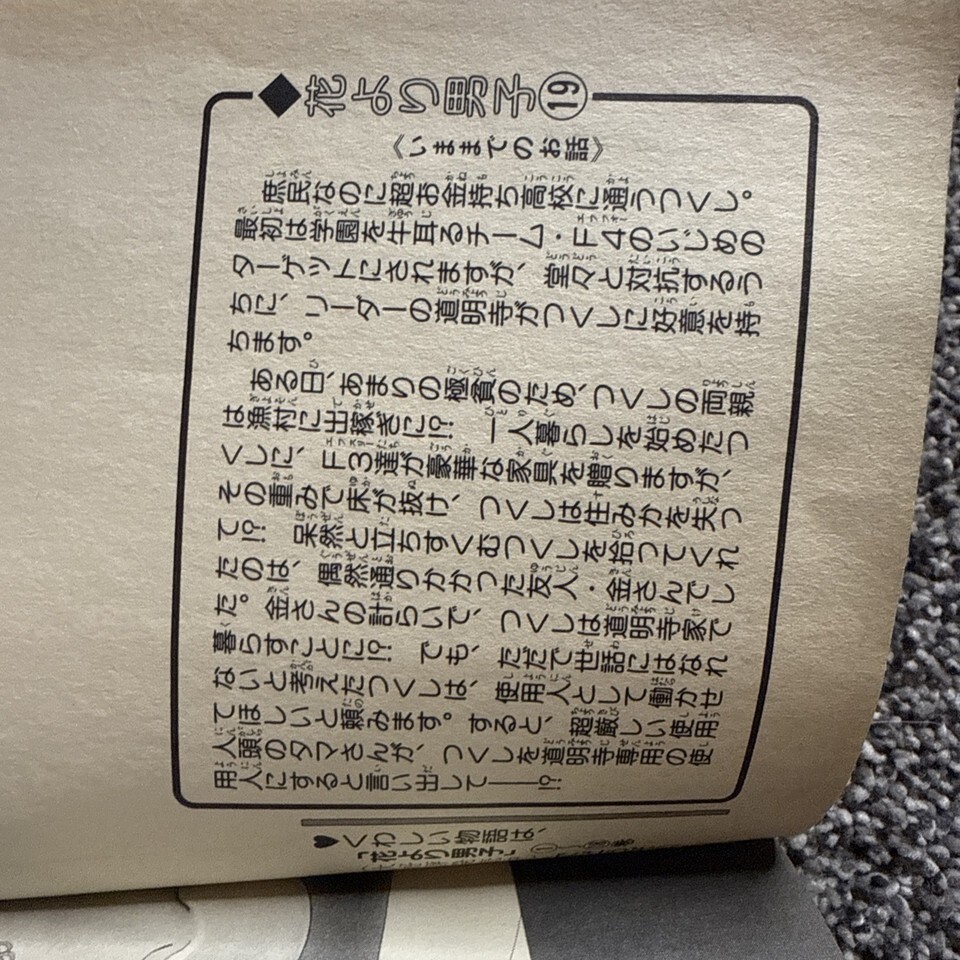 ◆花より男子⑲
《いままでのお話》
庶民なのに超お金持ち高校に通うつくし。
最初は学園を牛耳るチーム・F4のいじめの
ターゲットにされますが、堂々と対抗するう
ちに、リーダーの道明寺がつくしに好意を持
ちます。
ある日、あまりの極貧のため、つくしの両親
は漁村に出稼ぎに!? 一人暮らしを始めたつ
くしに、F3達が豪華な家具を贈りますが、
その重みで床が抜け、つくしは住みかを失っ
て!? 呆然と立ちすくむつくしを拾ってくれ
たのは、偶然通りかかった友人・金さんでし
た。金さんの計らいで、つくしは道明寺家で
暮らすことに!? でも、ただで世話にはなれ
ないと考えたつくしは、使用人として働かせ
てほしいと頼みます。すると、超厳しい使用
人頭のタマさんが、つくしを道明寺専用の使
用人にすると言い出して――!?
♥くわしい物語は、
「花より男子」